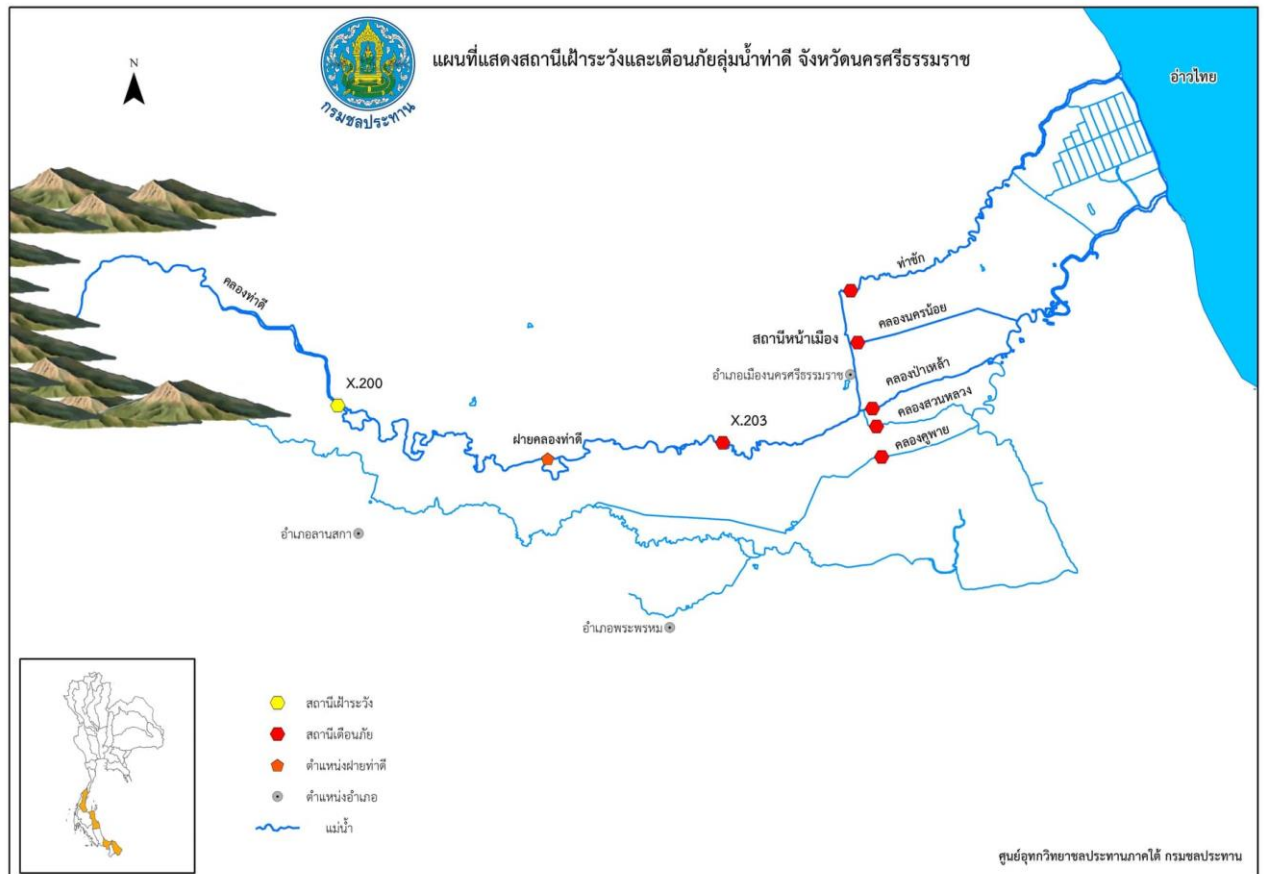 แผนที่แสดงสถานีเฝ้าระวังและเตือนภัยลุ่มน้ำท่าดี จังหวัดนครศรีธรรมราช
กรมชลประทาน
N
อ่าวไทย
ท่าซัก
คลองท่าดี
คลองนครน้อย
สถานีหน้าเมือง
อำเภอเมืองนครศรีธรรมราช
คลองป่าเหล้า
X.200
คลองสวนหลวง
X.203
ฝายคลองท่าดี
คลองคูพาย
อำเภอลานสกา
อำเภอพระพรหม
สถานีเฝ้าระวัง
สถานีเตือนภัย
ตำแหน่งฝายท่าดี
ตำแหน่งอำเภอ
แม่น้ำ
ศูนย์อุทกวิทยาชลประทานภาคใต้ กรมชลประทาน